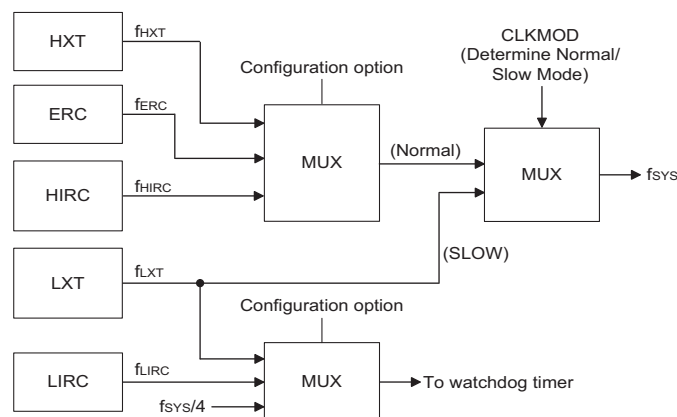 HXT
fHXT
CLKMOD
(Determine Normal/
Slow Mode)
Configuration option
ERC
fERC
MUX
(Normal)
MUX
fSYS
HIRC
fHIRC
LXT
fLXT
(SLOW)
Configuration option
LIRC
fLIRC
MUX
To watchdog timer
fSYS/4